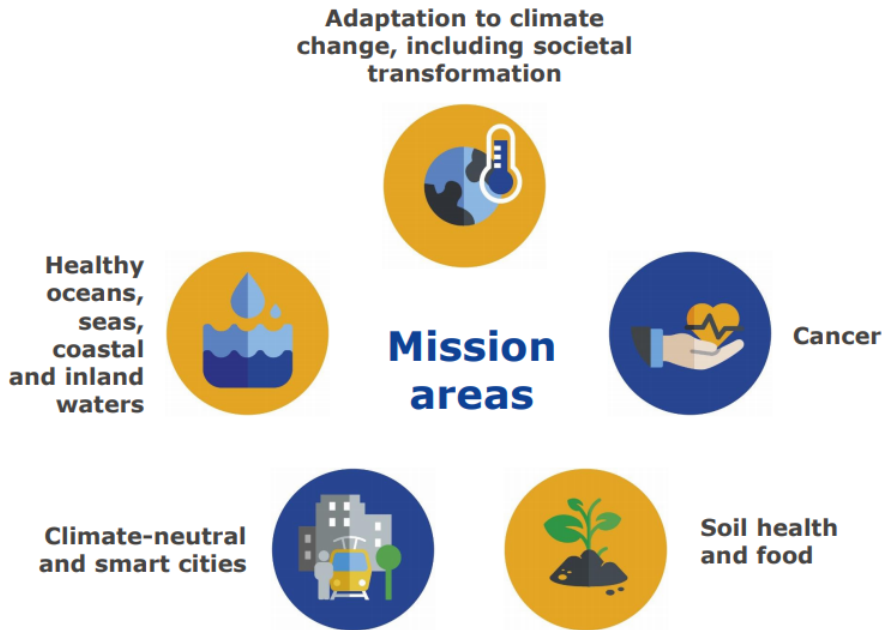 Adaptation to climate
change, including societal
transformation
Healthy
oceans,
seas,
coastal
and inland
waters
Mission
areas
Cancer
Climate-neutral
and smart cities
Soil health
and food